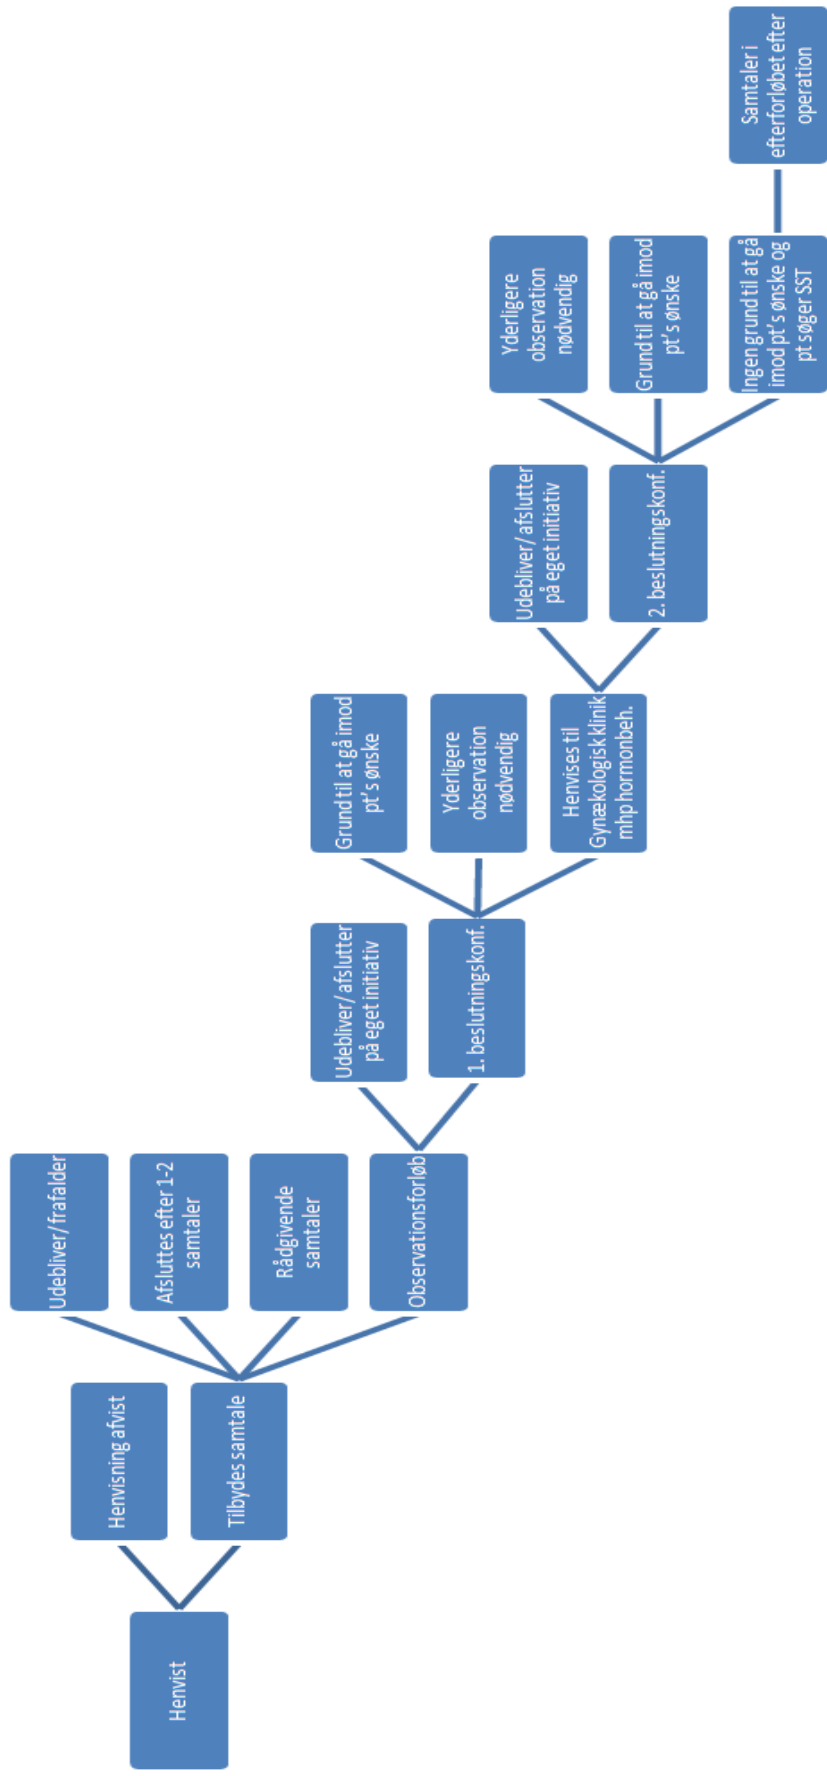 Henvist
Henvisning afvist
Tilbydes samtale
Udebliver/frafalder
Afsluttes efter 1-2
samtaler
Rådgivende
samtaler
Observationsforløb
Udebliver/ afslutter
på eget initiativ
1. beslutningskonf.
Grund til at gå imod
pt's ønske
Yderligere
observation
nødvendig
Henvises til
Gynækologisk klinik
mhp hormonbeh.
Udebliver/ afslutter
på eget initiativ
2. beslutningskonf.
Yderligere
observation
nødvendig
Grund til at gå imod
pt's ønske
Ingen grund til at gå
imod pt's ønske og
pt søger SST
Samtaler i
efterforløbet efter
operation